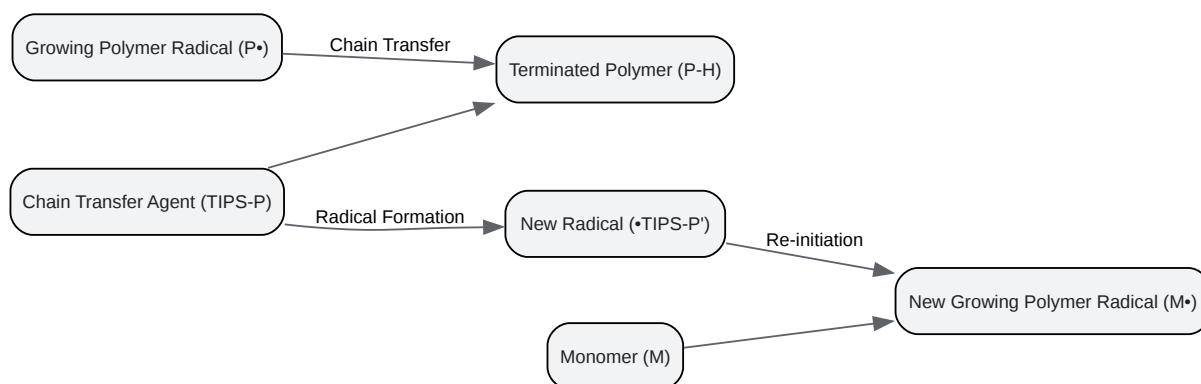 Growing Polymer Radical (P•)
Chain Transfer
Terminated Polymer (P-H)
Chain Transfer Agent (TIPS-P)
Radical Formation
New Radical (•TIPS-P')
Re-initiation
New Growing Polymer Radical (M•)
Monomer (M)